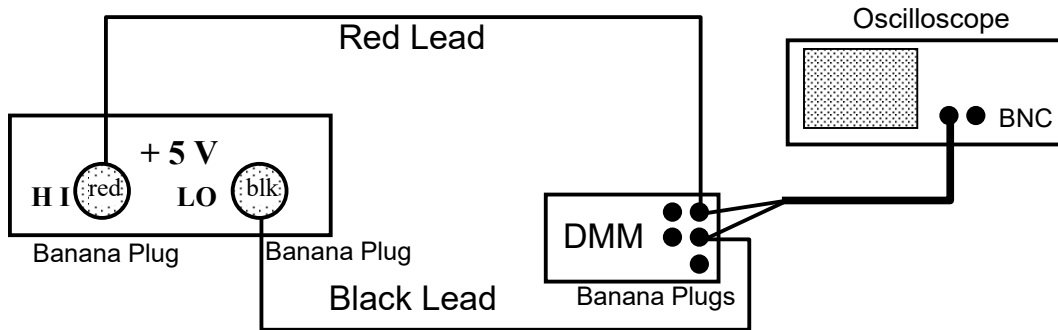 Oscilloscope
Red Lead
BNC
+ 5 V
H I
red
LO
blk
DMM
Banana Plug
Banana Plug
Banana Plugs
Black Lead